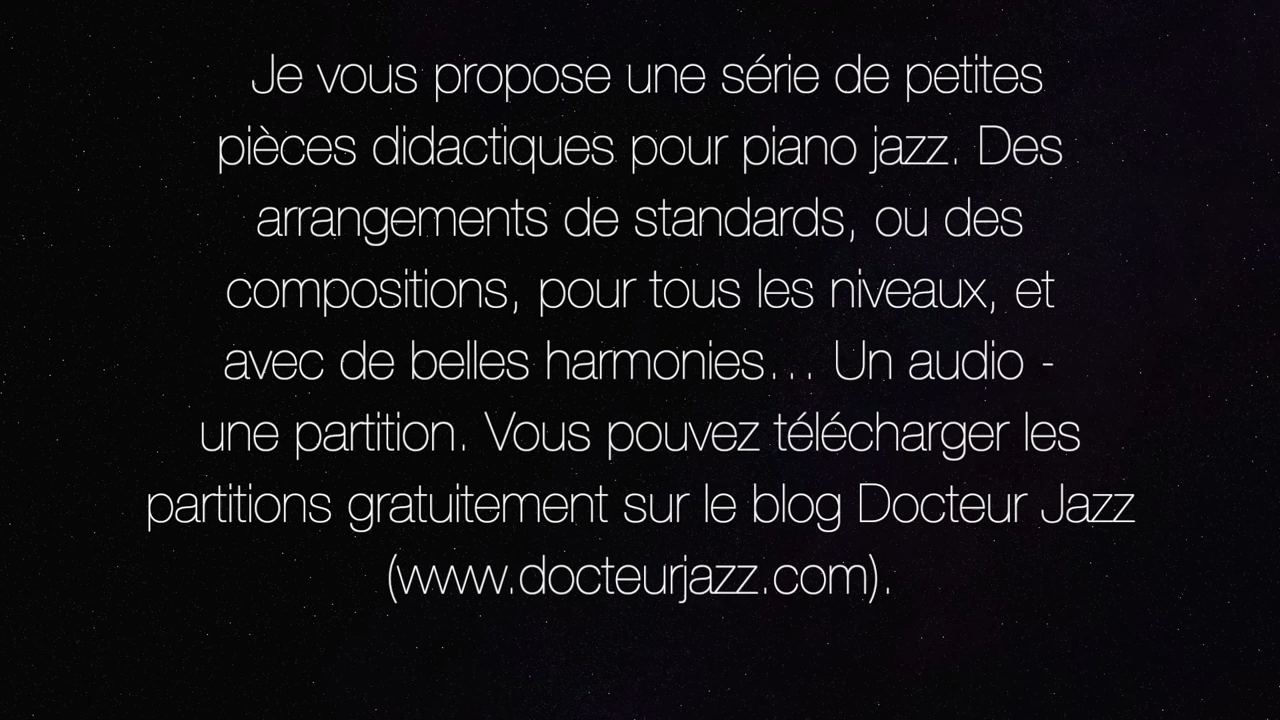 Je vous propose une série de petites
pièces didactiques pour piano jazz. Des
arrangements de standards, ou des
compositions, pour tous les niveaux, et
avec de belles harmonies… Un audio -
une partition. Vous pouvez télécharger les
partitions gratuitement sur le blog Docteur Jazz
(www.docteurjazz.com).